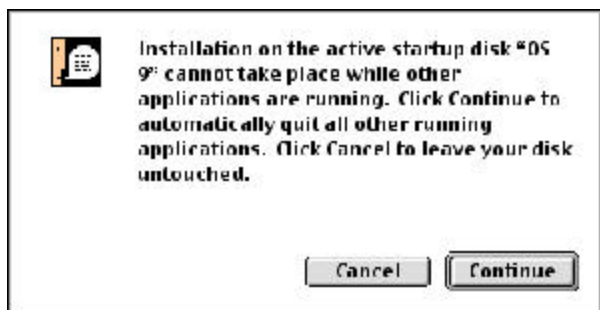 Installation on the active startup disk “OS
9” cannot take place while other
applications are running. Click Continue to
automatically quit all other running
applications. Click Cancel to leave your disk
untouched.
Cancel
Continue